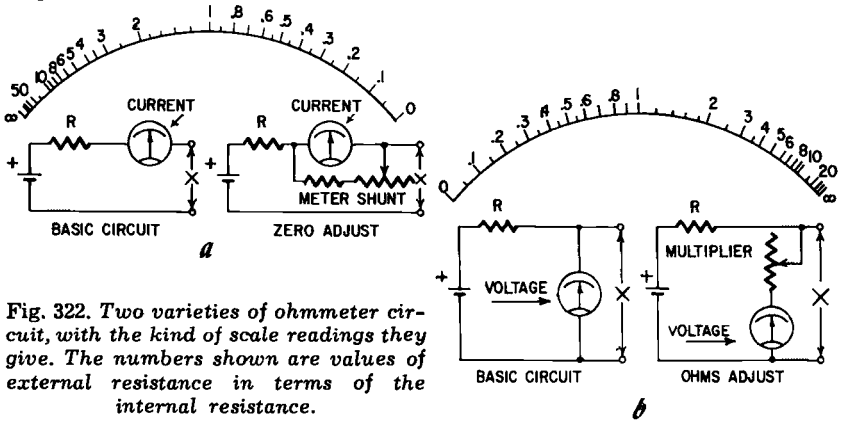 ∞ 50 10 8 6 5 4 3 2 1 .8 .6 .5 .4 .3 .2 .1 0
CURRENT
R
+
X
BASIC CIRCUIT
CURRENT
R
+
METER SHUNT
X
ZERO ADJUST
a
0 .1 .2 .3 .4 .5 .6 .8 1 2 3 4 5 6 8 10 20 ∞
R
+
VOLTAGE
X
BASIC CIRCUIT
R
MULTIPLIER
+
VOLTAGE
X
OHMS ADJUST
b
Fig. 322. Two varieties of ohmmeter cir-
cuit, with the kind of scale readings they
give. The numbers shown are values of
external resistance in terms of the
internal resistance.